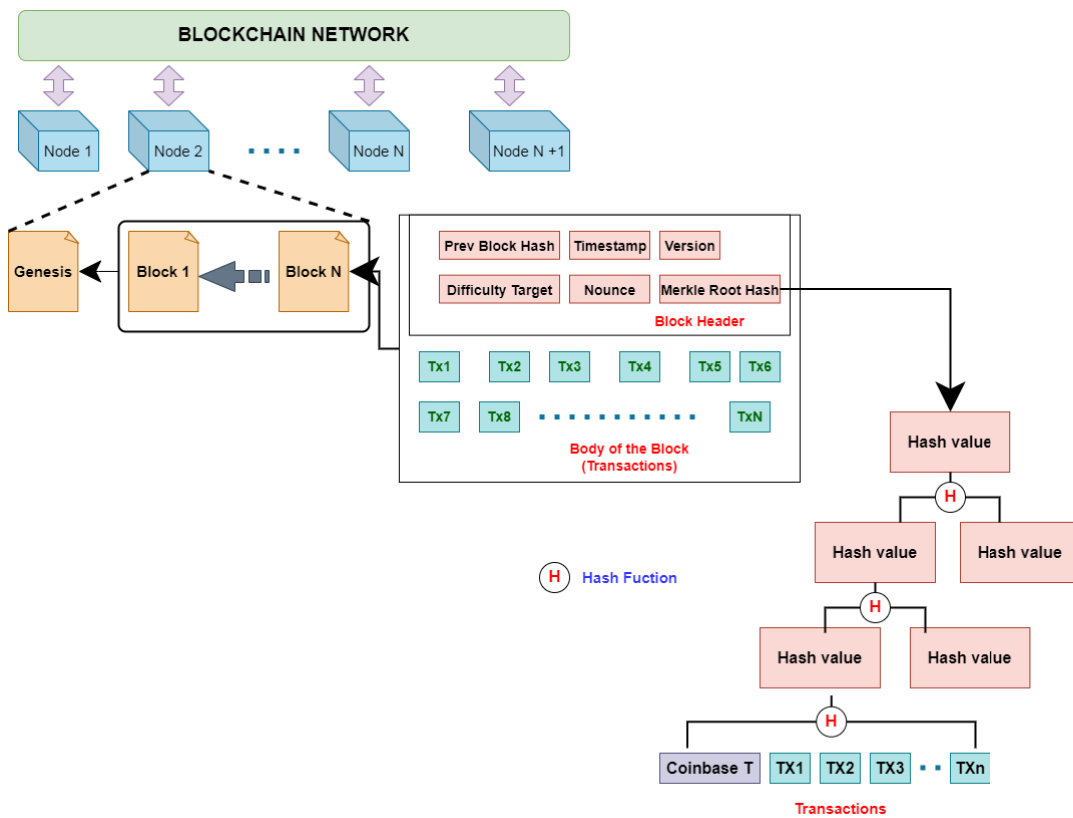 BLOCKCHAIN NETWORK
Node 1
Node 2
Node N
Node N +1
Genesis
Block 1
Block N
Prev Block Hash
Timestamp
Version
Difficulty Target
Nounce
Merkle Root Hash
Block Header
Tx1
Tx2
Tx3
Tx4
Tx5
Tx6
Tx7
Tx8
TxN
Body of the Block
(Transactions)
Hash value
H
Hash value
Hash value
H
Hash Fuction
H
Hash value
Hash value
H
Coinbase T
TX1
TX2
TX3
TXn
Transactions